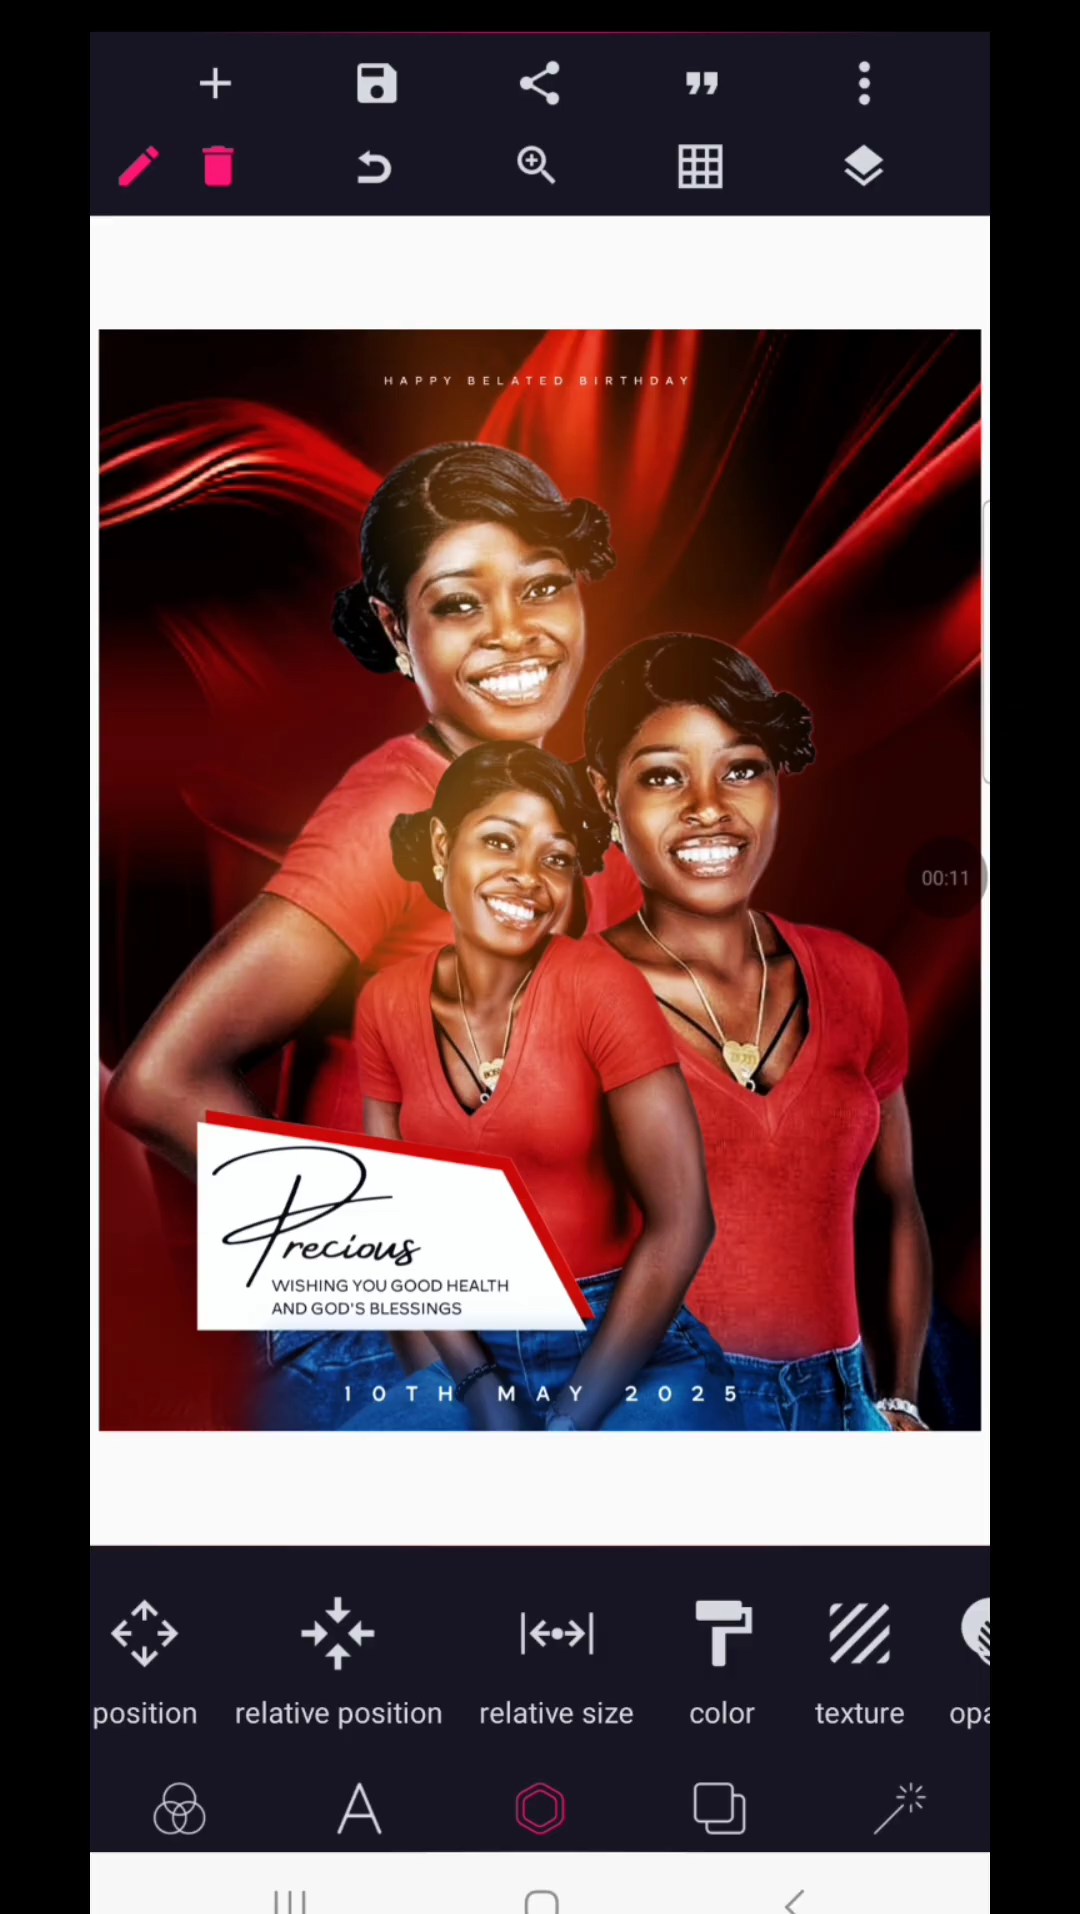 HAPPY BELATED BIRTHDAY
00:11
Precious
WISHING YOU GOOD HEALTH
AND GOD'S BLESSINGS
10TH MAY 2025
position
relative position
relative size
color
texture
opa